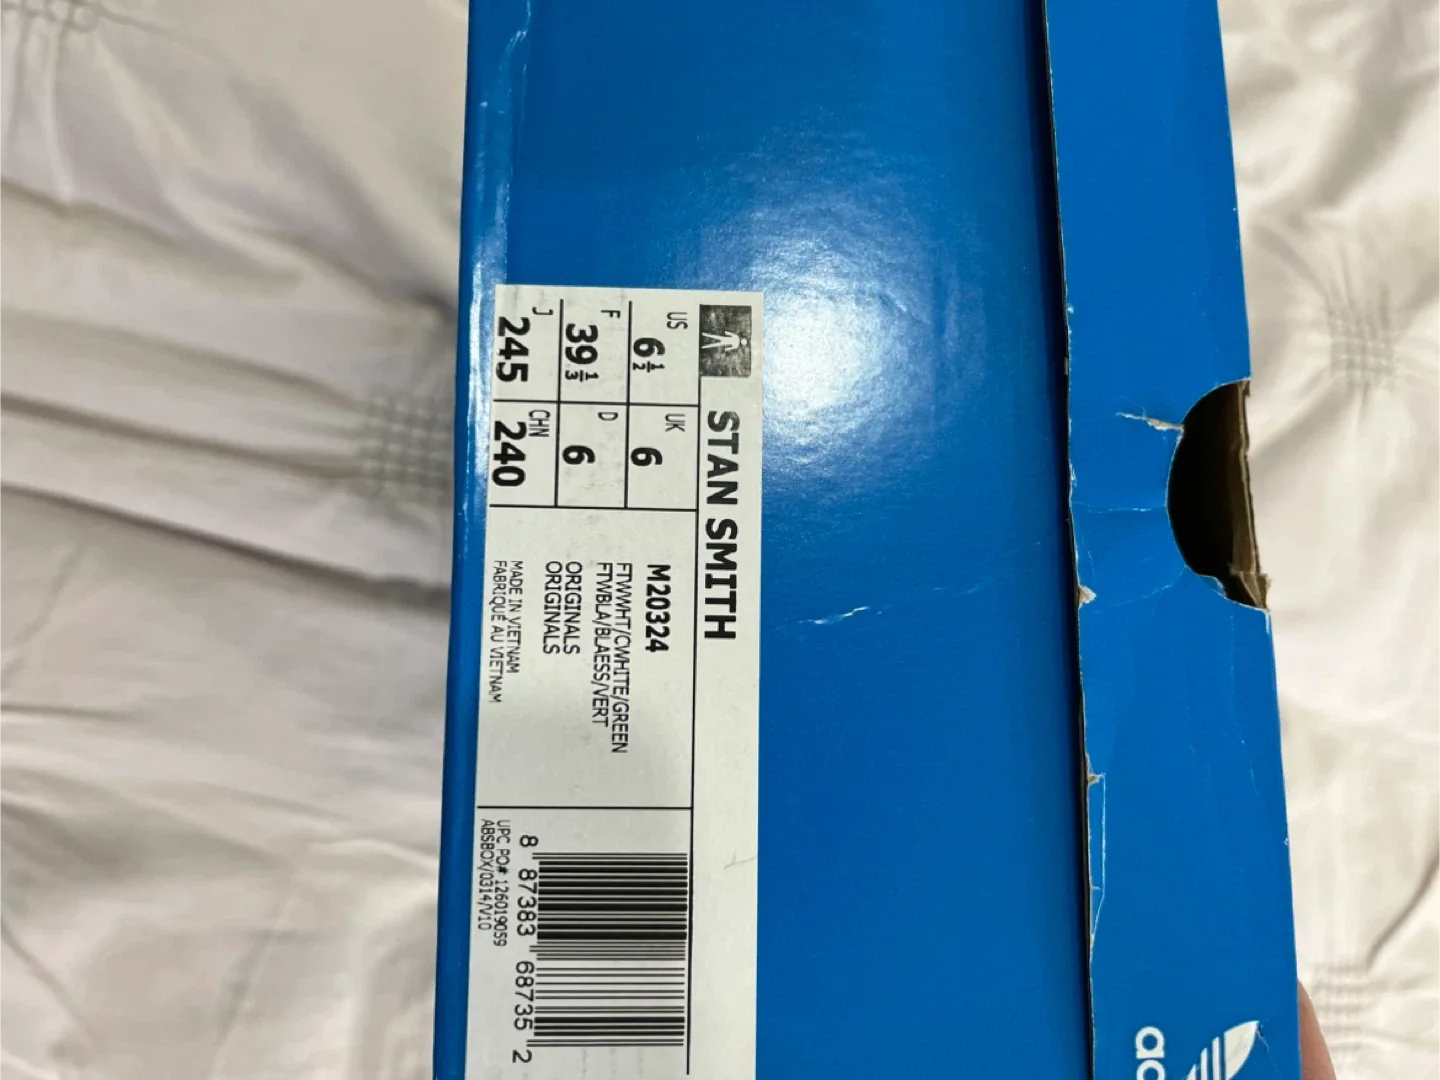 STAN SMITH
US 6½ UK 6
F 39⅓ D 6
J 245 CHN 240
M20324
FTWWHT/CWHITE/GREEN
FTWBLA/BLAESS/VERT
ORIGINALS
ORIGINALS
MADE IN VIETNAM
FABRIQUÉ AU VIETNAM
8 87383 68735 2
UPC PO# 126019059
ABSBOX/0314/V10